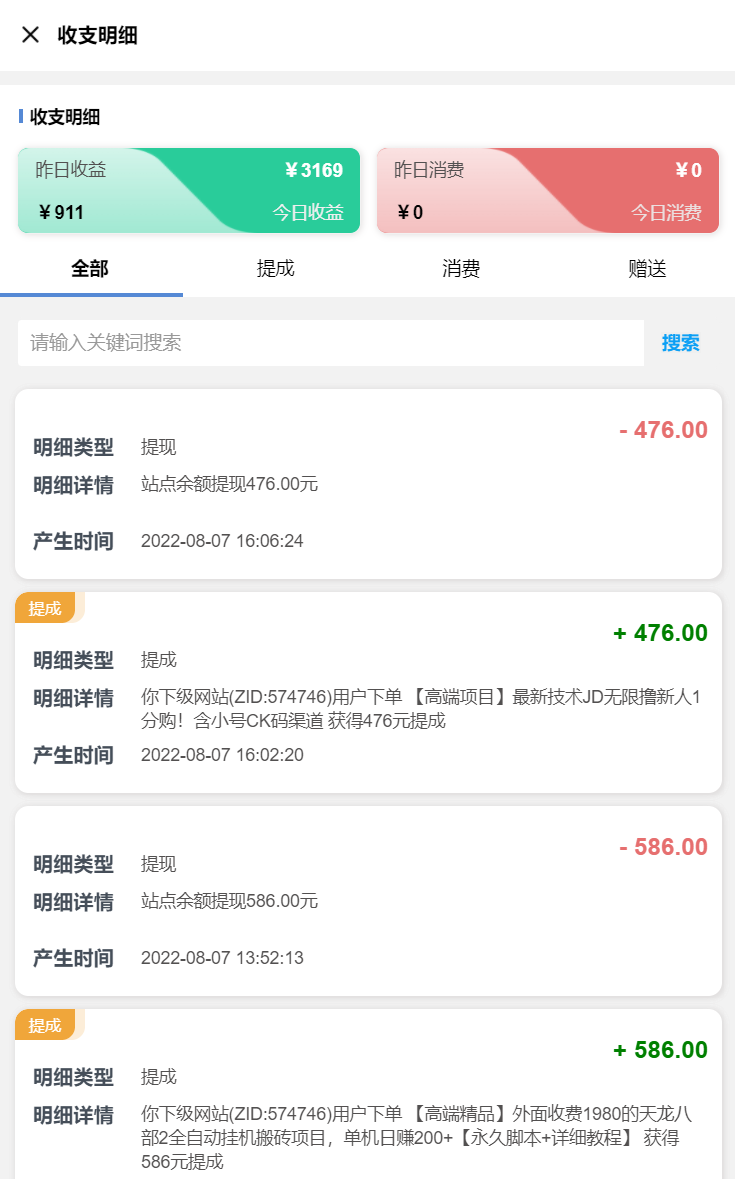 收支明细
收支明细
昨日收益
￥3169
￥911
今日收益
昨日消费
￥0
￥0
今日消费
全部
提成
消费
赠送
请输入关键词搜索
搜索
- 476.00
明细类型 提现
明细详情 站点余额提现476.00元
产生时间 2022-08-07 16:06:24
提成
+ 476.00
明细类型 提成
明细详情 你下级网站(ZID:574746)用户下单 【高端项目】最新技术JD无限撸新人1
分购！含小号CK码渠道 获得476元提成
产生时间 2022-08-07 16:02:20
- 586.00
明细类型 提现
明细详情 站点余额提现586.00元
产生时间 2022-08-07 13:52:13
提成
+ 586.00
明细类型 提成
明细详情 你下级网站(ZID:574746)用户下单 【高端精品】外面收费1980的天龙八
部2全自动挂机搬砖项目，单机日赚200+【永久脚本+详细教程】 获得
586元提成